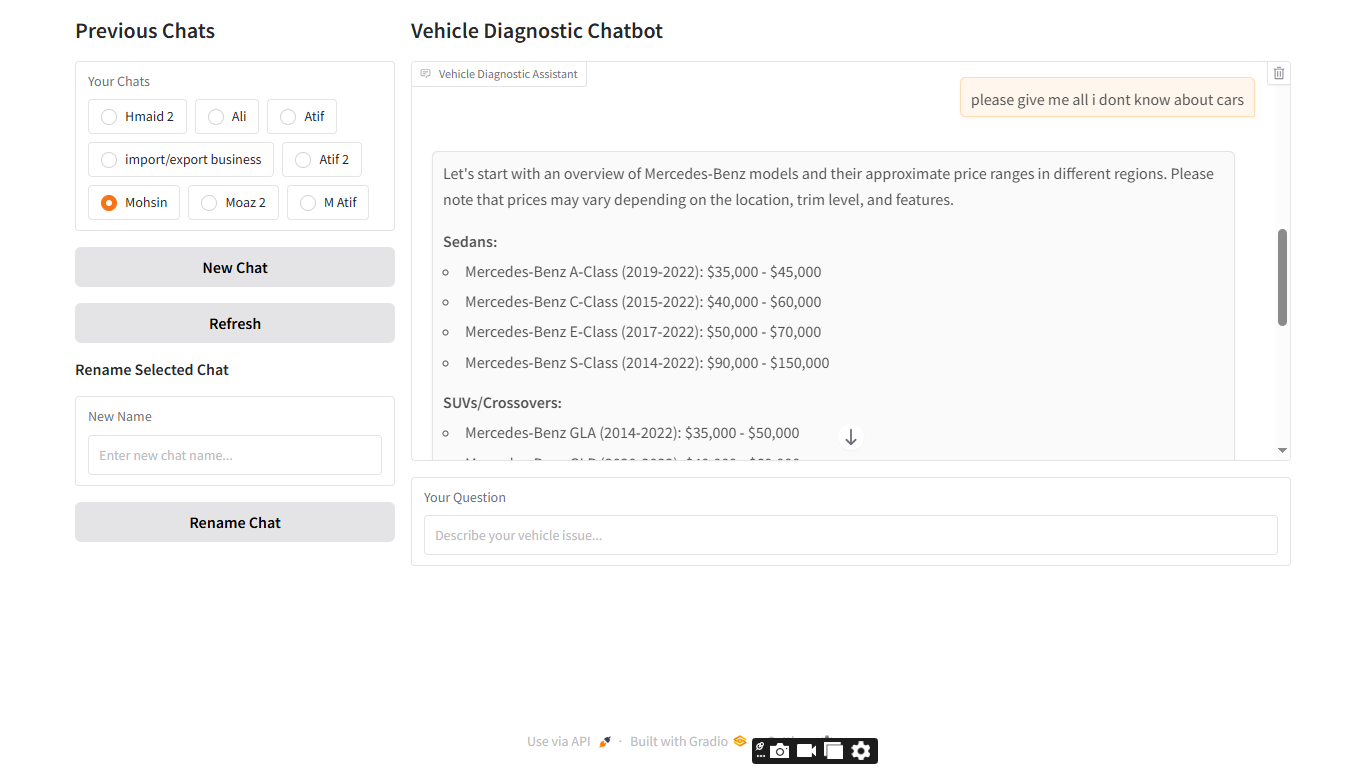 Previous Chats
Your Chats
Hmaid 2
Ali
Atif
import/export business
Atif 2
Mohsin
Moaz 2
M Atif
New Chat
Refresh
Rename Selected Chat
New Name
Enter new chat name...
Rename Chat
Vehicle Diagnostic Chatbot
Vehicle Diagnostic Assistant
please give me all i dont know about cars
Let's start with an overview of Mercedes-Benz models and their approximate price ranges in different regions. Please
note that prices may vary depending on the location, trim level, and features.
Sedans:
Mercedes-Benz A-Class (2019-2022): $35,000 - $45,000
Mercedes-Benz C-Class (2015-2022): $40,000 - $60,000
Mercedes-Benz E-Class (2017-2022): $50,000 - $70,000
Mercedes-Benz S-Class (2014-2022): $90,000 - $150,000
SUVs/Crossovers:
Mercedes-Benz GLA (2014-2022): $35,000 - $50,000
Your Question
Describe your vehicle issue...
Use via API · Built with Gradio